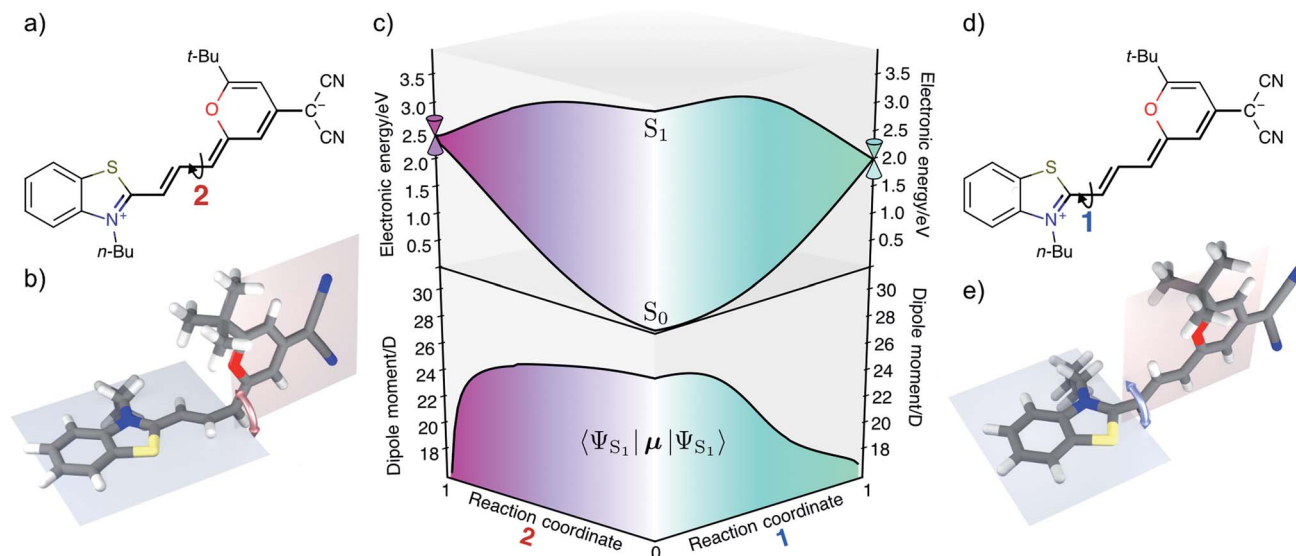 a)
t-Bu
O
CN
CN
S
N+
n-Bu
2
b)
c)
Electronic energy/eV
3.5
3.0
2.5
2.0
1.5
1.0
0.5
S1
S0
Electronic energy/eV
3.5
3.0
2.5
2.0
1.5
1.0
0.5
Dipole moment/D
30
28
26
24
22
20
18
⟨ΨS1| μ |ΨS1⟩
Dipole moment/D
30
28
26
24
22
20
18
1
Reaction coordinate
2
0
Reaction coordinate
1
1
d)
t-Bu
O
CN
−
CN
S
N+
n-Bu
1
e)